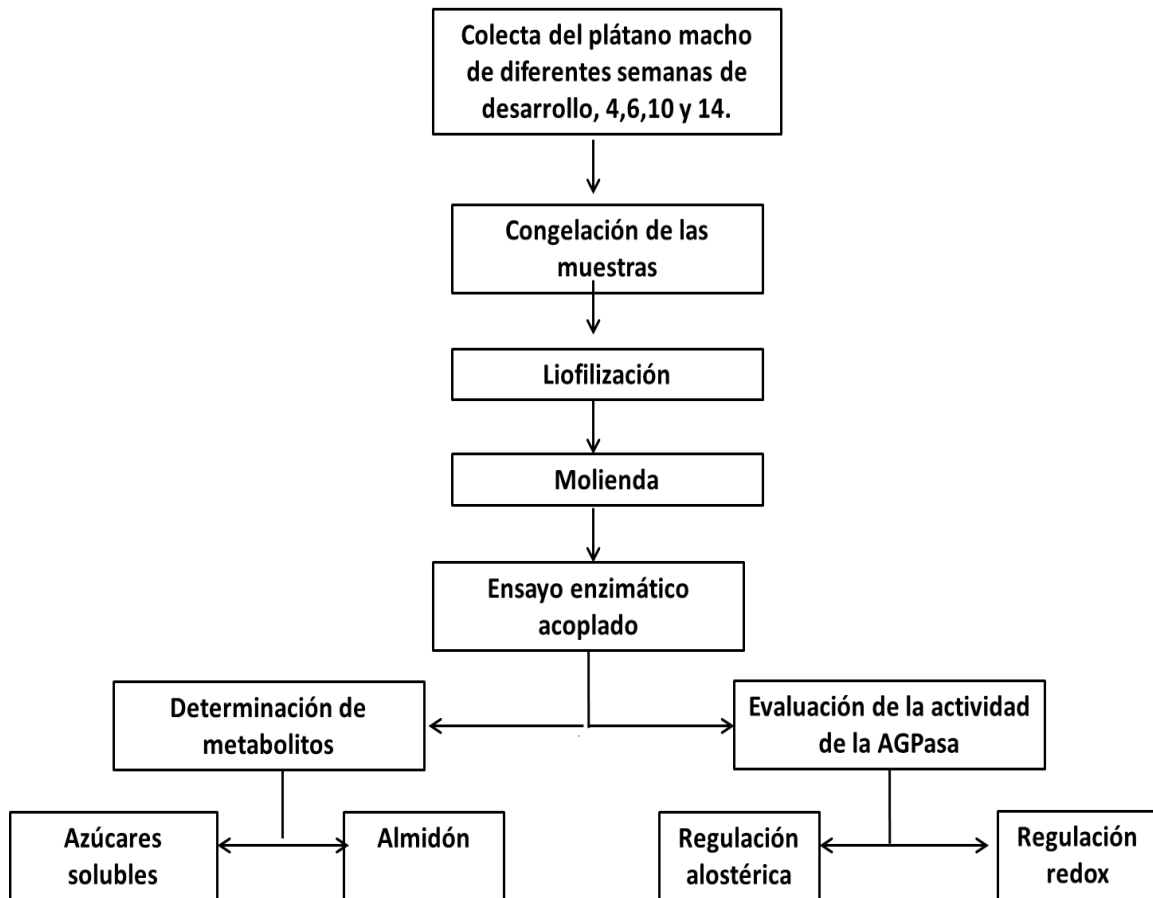 Colecta del plátano macho
de diferentes semanas de
desarrollo, 4,6,10 y 14.
Congelación de las
muestras
Liofilización
Molienda
Ensayo enzimático
acoplado
Determinación de
metabolitos
Evaluación de la actividad
de la AGPasa
Azúcares
solubles
Almidón
Regulación
alostérica
Regulación
redox